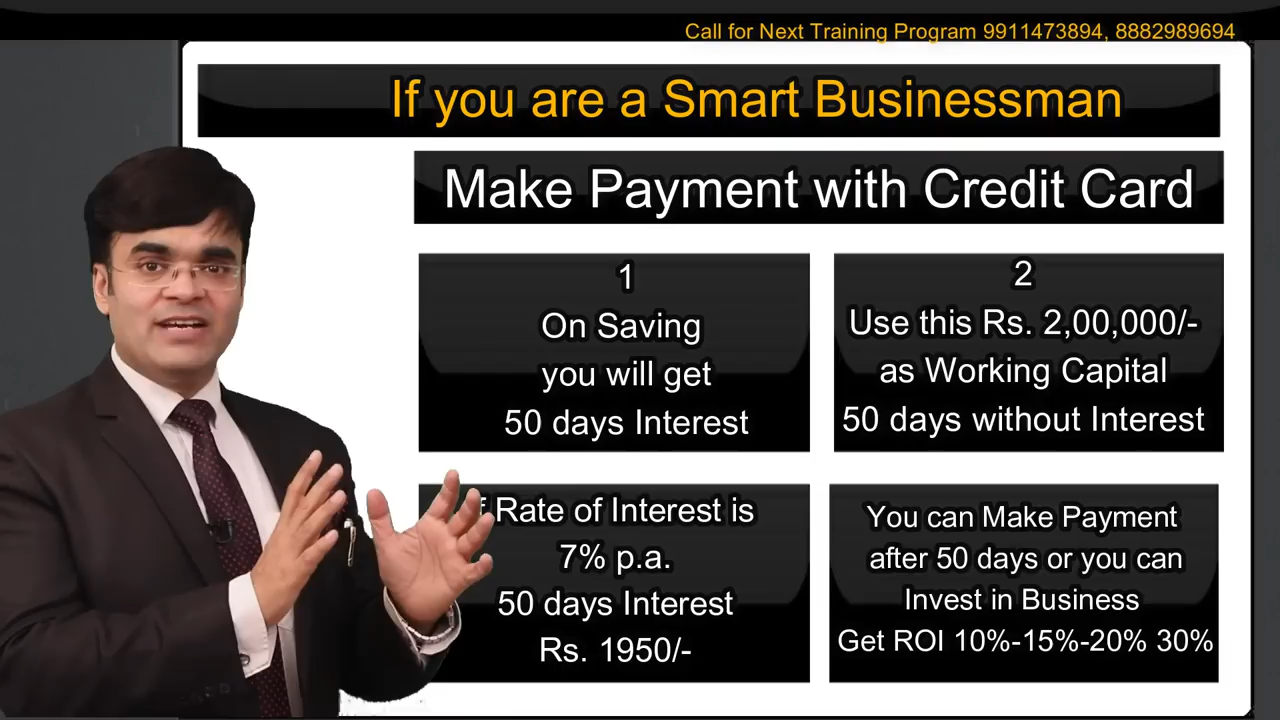 Call for Next Training Program 9911473894, 8882989694
If you are a Smart Businessman
Make Payment with Credit Card
1
On Saving
you will get
50 days Interest
2
Use this Rs. 2,00,000/-
as Working Capital
50 days without Interest
Rate of Interest is
7% p.a.
50 days Interest
Rs. 1950/-
You can Make Payment
after 50 days or you can
Invest in Business
Get ROI 10%-15%-20% 30%